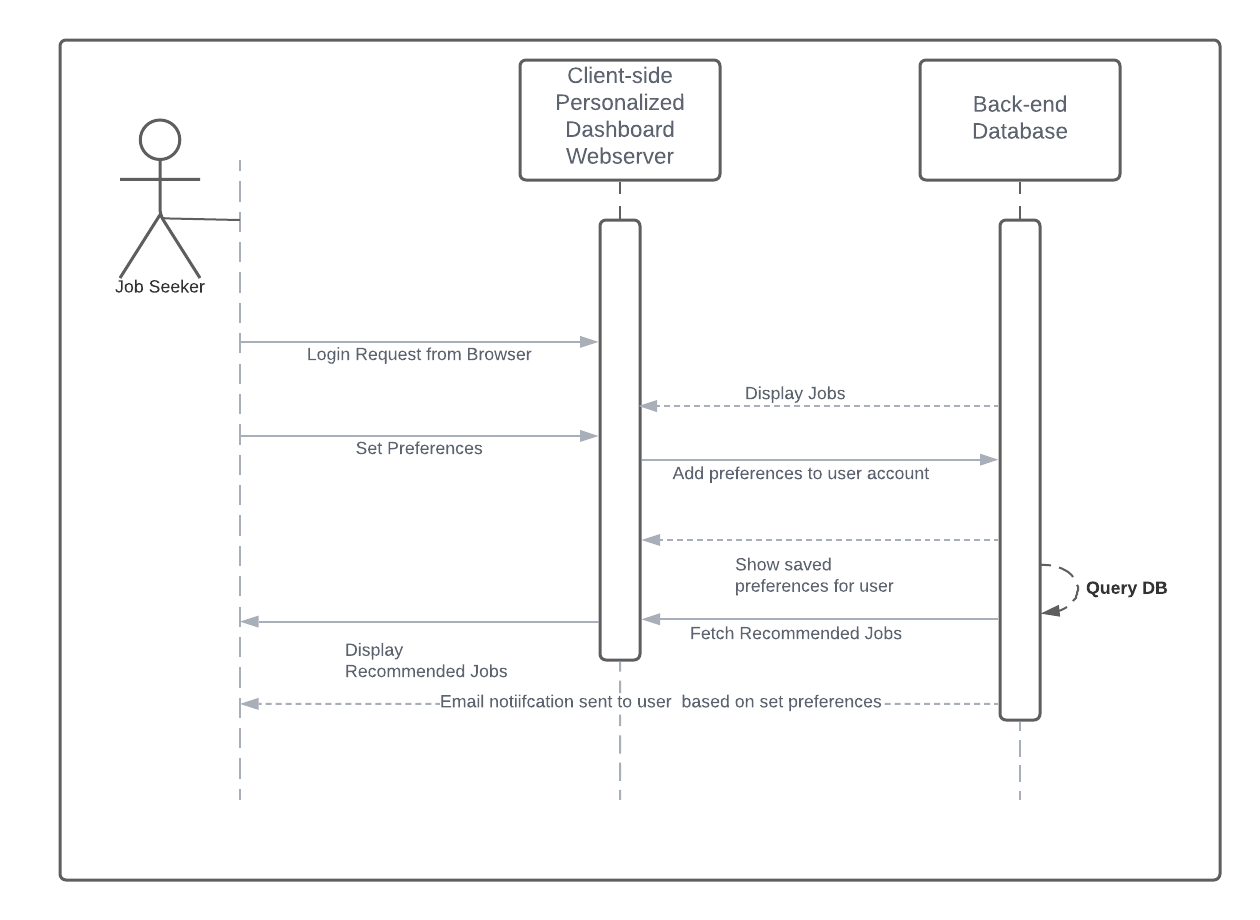 Client-side
Personalized
Dashboard
Webserver
Back-end
Database
Job Seeker
Login Request from Browser
Display Jobs
Set Preferences
Add preferences to user account
Show saved
preferences for user
Query DB
Fetch Recommended Jobs
Display
Recommended Jobs
Email notiifcation sent to user  based on set preferences